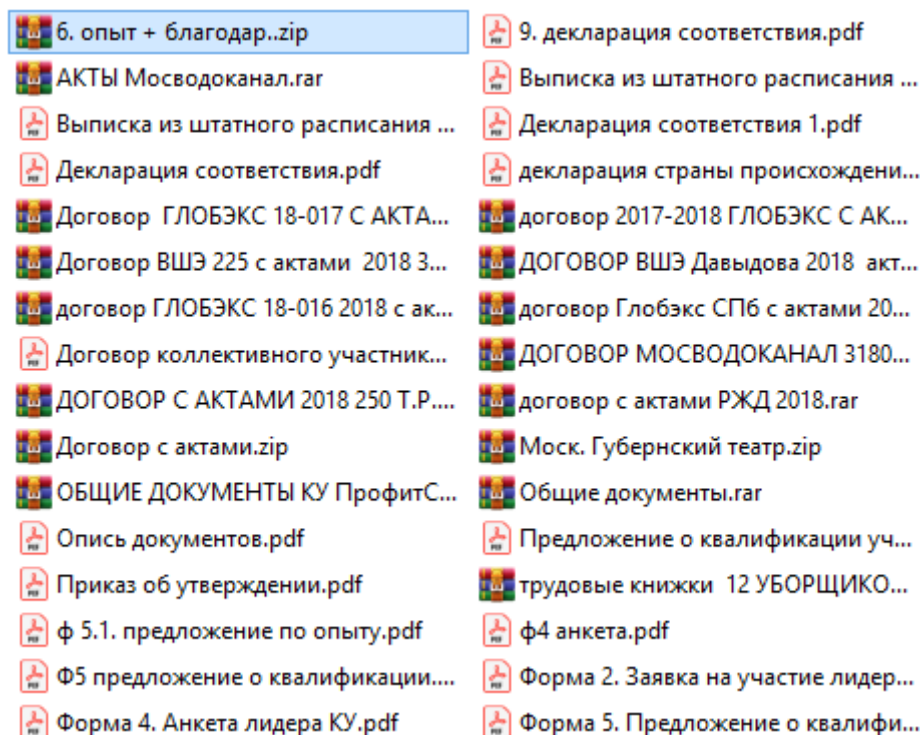 6. опыт + благодар..zip
9. декларация соответствия.pdf
АКТЫ Мосводоканал.rar
Выписка из штатного расписания ...
Выписка из штатного расписания ...
Декларация соответствия 1.pdf
Декларация соответствия.pdf
декларация страны происхождени...
Договор  ГЛОБЭКС 18-017 С АКТА...
договор 2017-2018 ГЛОБЭКС С АК...
Договор ВШЭ 225 с актами  2018 3...
ДОГОВОР ВШЭ Давыдова 2018  акт...
договор ГЛОБЭКС 18-016 2018 с ак...
договор Глобэкс СПб с актами 20...
Договор коллективного участник...
ДОГОВОР МОСВОДОКАНАЛ 3180...
ДОГОВОР С АКТАМИ 2018 250 Т.Р....
договор с актами РЖД 2018.rar
Договор с актами.zip
Моск. Губернский театр.zip
ОБЩИЕ ДОКУМЕНТЫ КУ ПрофитС...
Общие документы.rar
Опись документов.pdf
Предложение о квалификации уч...
Приказ об утверждении.pdf
трудовые книжки  12 УБОРЩИКО...
ф 5.1. предложение по опыту.pdf
ф4 анкета.pdf
Ф5 предложение о квалификации....
Форма 2. Заявка на участие лидер...
Форма 4. Анкета лидера КУ.pdf
Форма 5. Предложение о квалифи...